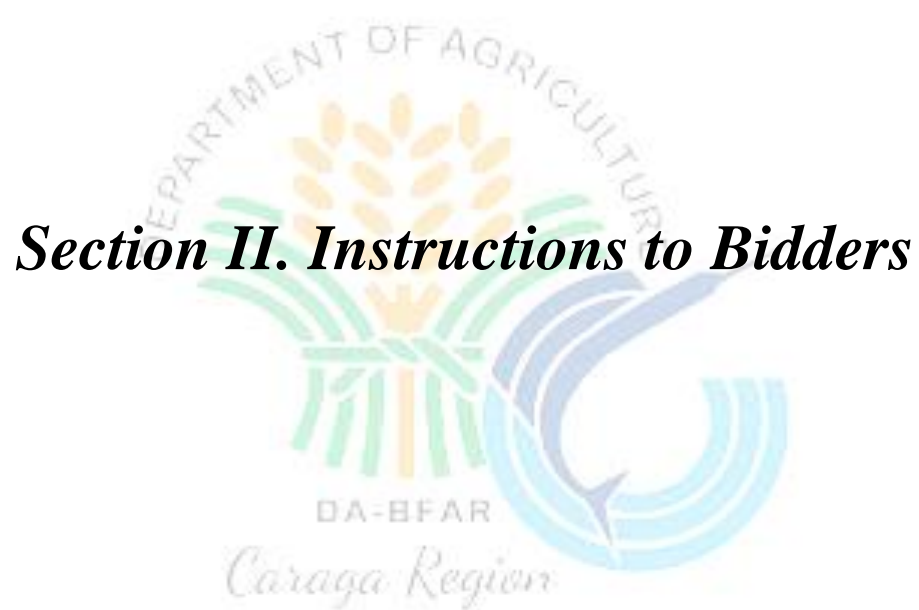 DEPARTMENT OF AGRICULTURE
Section II. Instructions to Bidders
DA-BFAR
Caraga Region